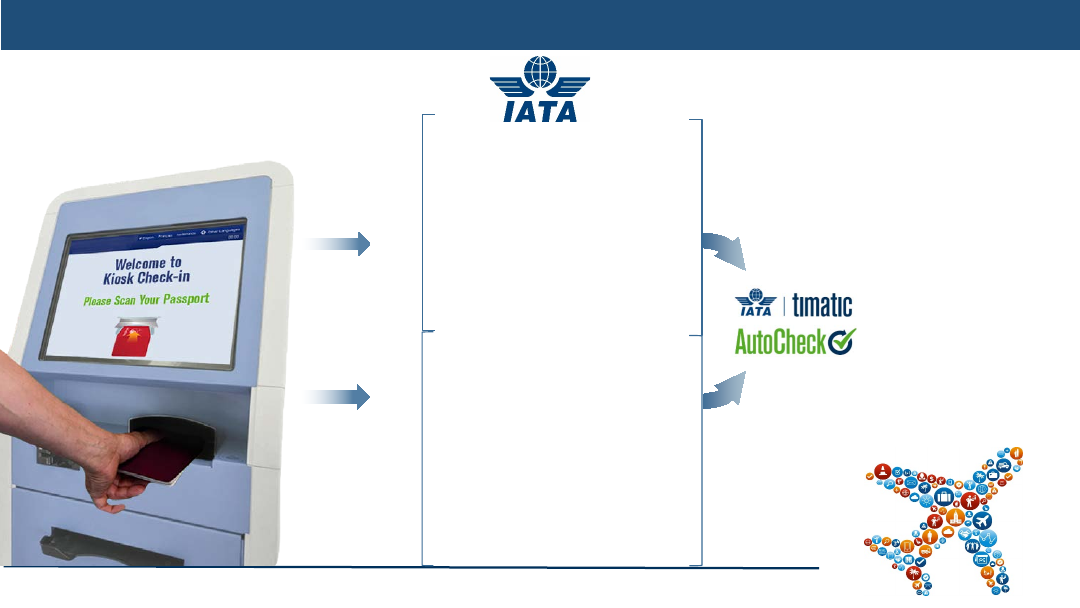 IATA
Welcome to
Kiosk Check-in
Please Scan Your Passport
IATA | timatic
AutoCheck